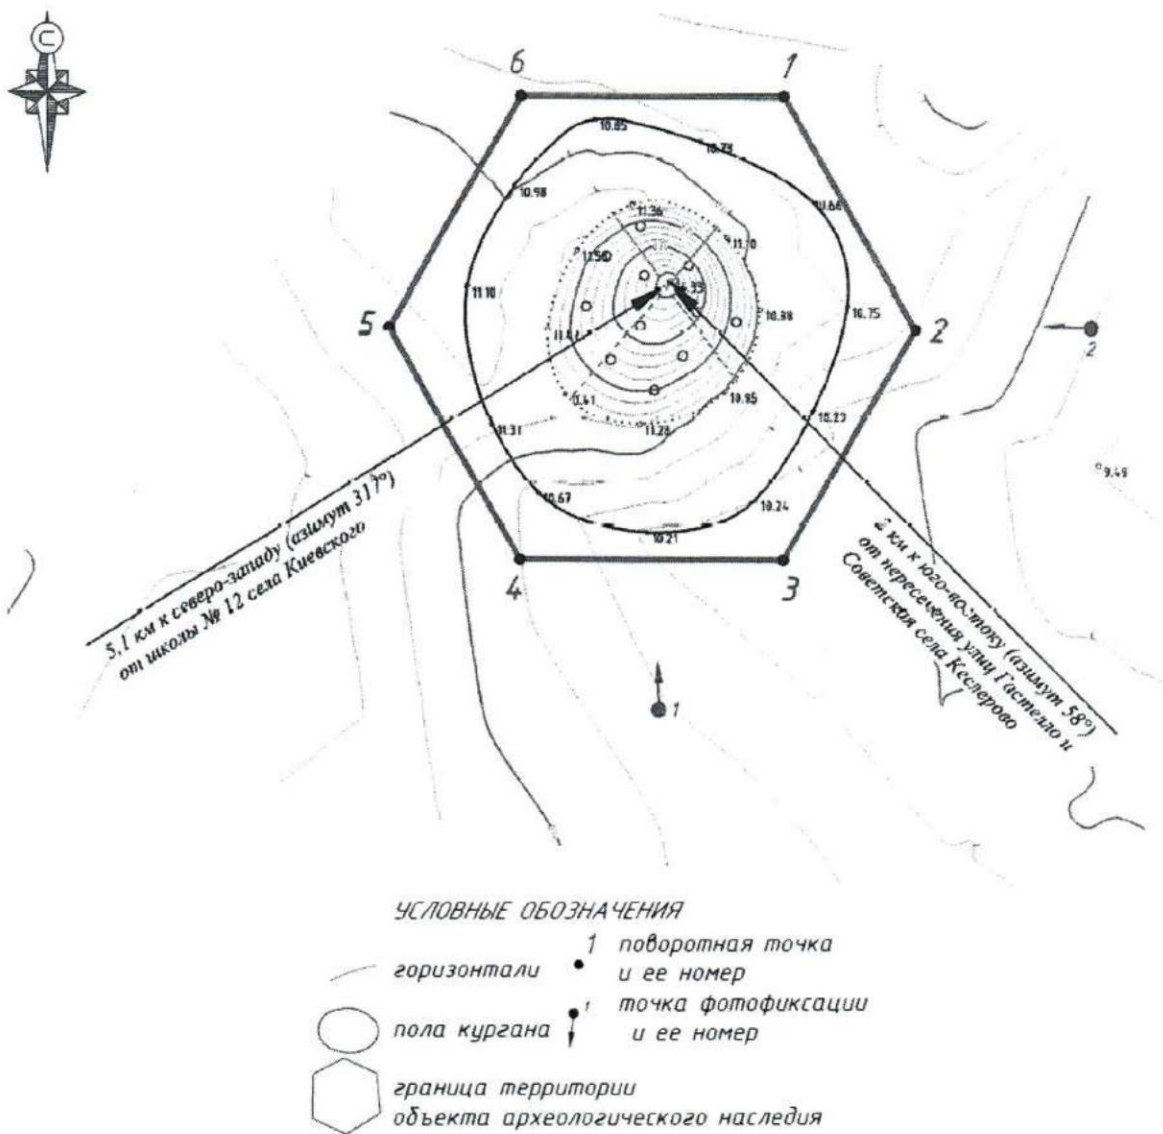 С
6
1
10.85
10.73
10.98
10.66
11.36
11.10
11.50
11.10
10.88
10.75
5
2
2
10.95
11.31
11.28
10.23
9.49
10.67
10.24
10.21
4
3
5,1 км к северо-западу (азимут 317°)
от школы № 12 села Киевского
2 км к юго-востоку (азимут 58°)
от пересечения улиц Гастелло и
Советская села Кеслерово
1
УСЛОВНЫЕ ОБОЗНАЧЕНИЯ
горизонтали
1 поворотная точка
и ее номер
пола кургана
1 точка фотофиксации
и ее номер
граница территории
объекта археологического наследия